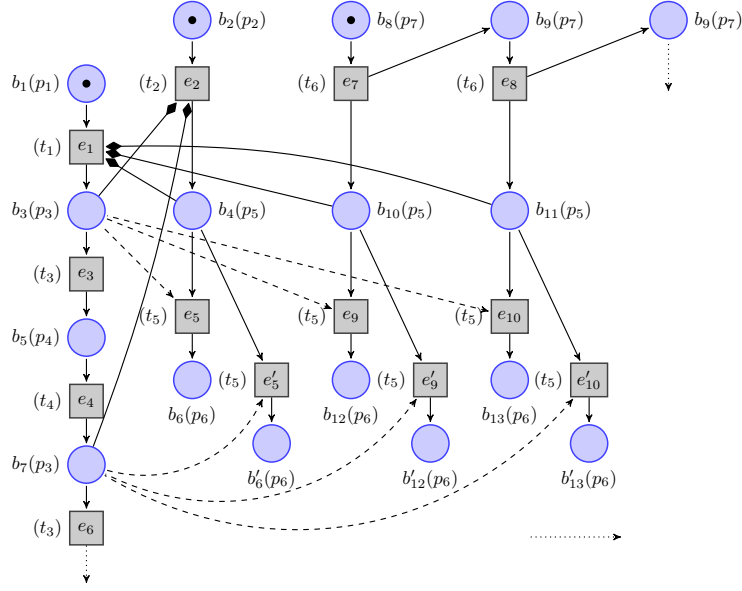 b₂(p₂) b₈(p₇) b₉(p₇) b₉(p₇)
b₁(p₁) (t₂) e₂ (t₆) e₇ (t₆) e₈
(t₁) e₁
b₃(p₃) b₄(p₅) b₁₀(p₅) b₁₁(p₅)
(t₃) e₃
(t₅) e₅ (t₅) e₉ (t₅) e₁₀
b₅(p₄)
(t₅) e′₅ (t₅) e′₉ (t₅) e′₁₀
(t₄) e₄ b₆(p₆) b₁₂(p₆) b₁₃(p₆)
b₇(p₃) b′₆(p₆) b′₁₂(p₆) b′₁₃(p₆)
(t₃) e₆